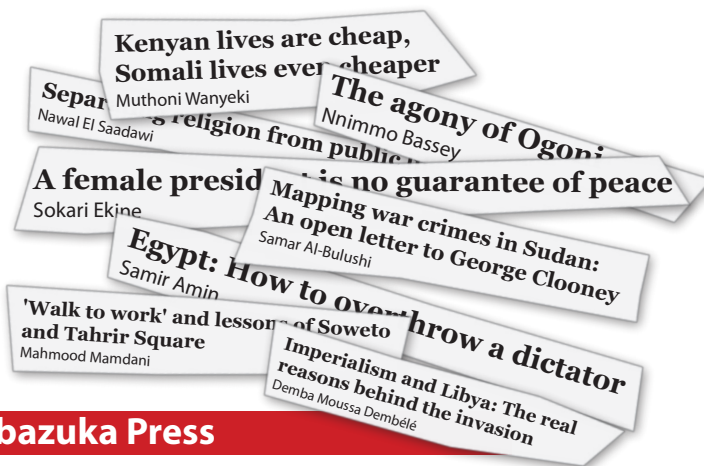 Kenyan lives are cheap,
Somali lives even cheaper
Muthoni Wanyeki
The agony of Ogoni
Nnimmo Bassey
religion from public
Nawal El Saadawi
A female president is no guarantee of peace
Sokari Ekine
Mapping war crimes in Sudan:
An open letter to George Clooney
Samar Al-Bulushi
Egypt: How to overthrow a dictator
Samir Amin
'Walk to work' and lessons of Soweto
and Tahrir Square
Mahmood Mamdani
Imperialism and Libya: The real
reasons behind the invasion
Demba Moussa Dembélé
bazuka Press